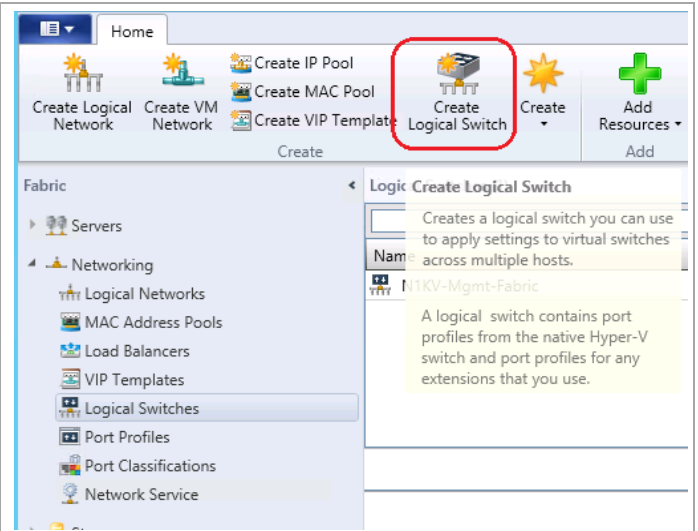 Home
Create Logical Network
Create VM Network
Create IP Pool
Create MAC Pool
Create VIP Template
Create Logical Switch
Create
Add Resources
Create
Add
Fabric
Servers
Networking
Logical Networks
MAC Address Pools
Load Balancers
VIP Templates
Logical Switches
Port Profiles
Port Classifications
Network Service
Logic
Name
N1KV-Mgmt-Fabric
Create Logical Switch
Creates a logical switch you can use
to apply settings to virtual switches
across multiple hosts.
A logical switch contains port
profiles from the native Hyper-V
switch and port profiles for any
extensions that you use.